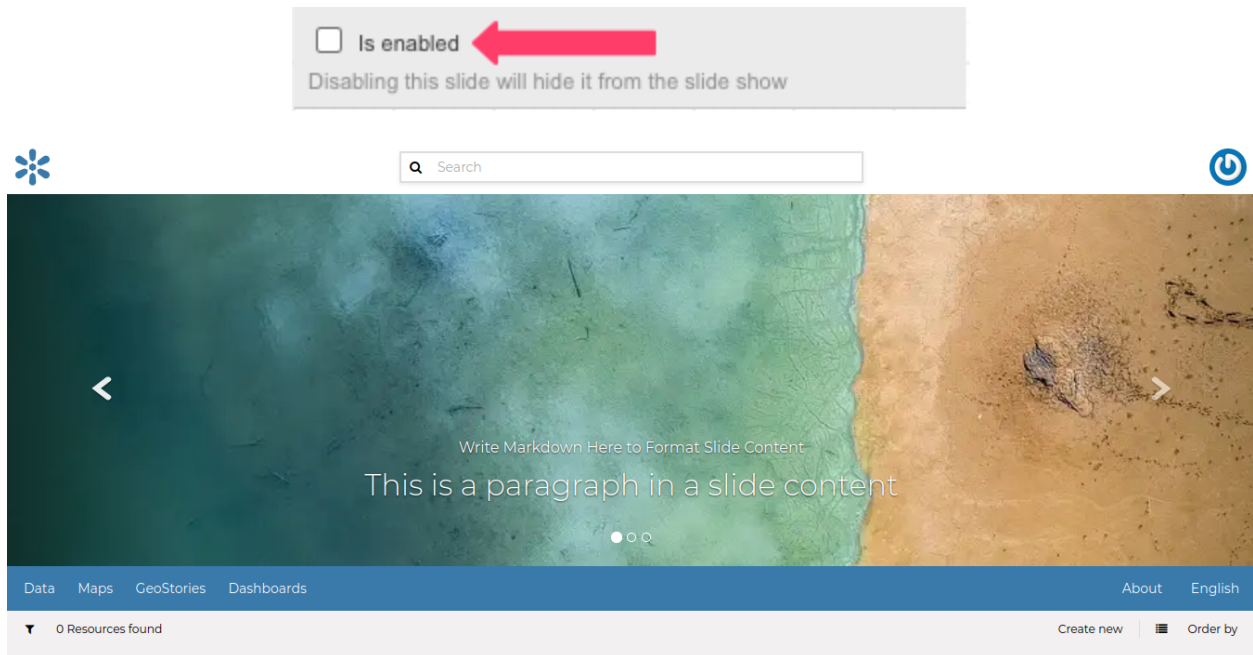 Is enabled
Disabling this slide will hide it from the slide show
Search
Write Markdown Here to Format Slide Content
This is a paragraph in a slide content
Data Maps GeoStories Dashboards About English
0 Resources found Create new Order by